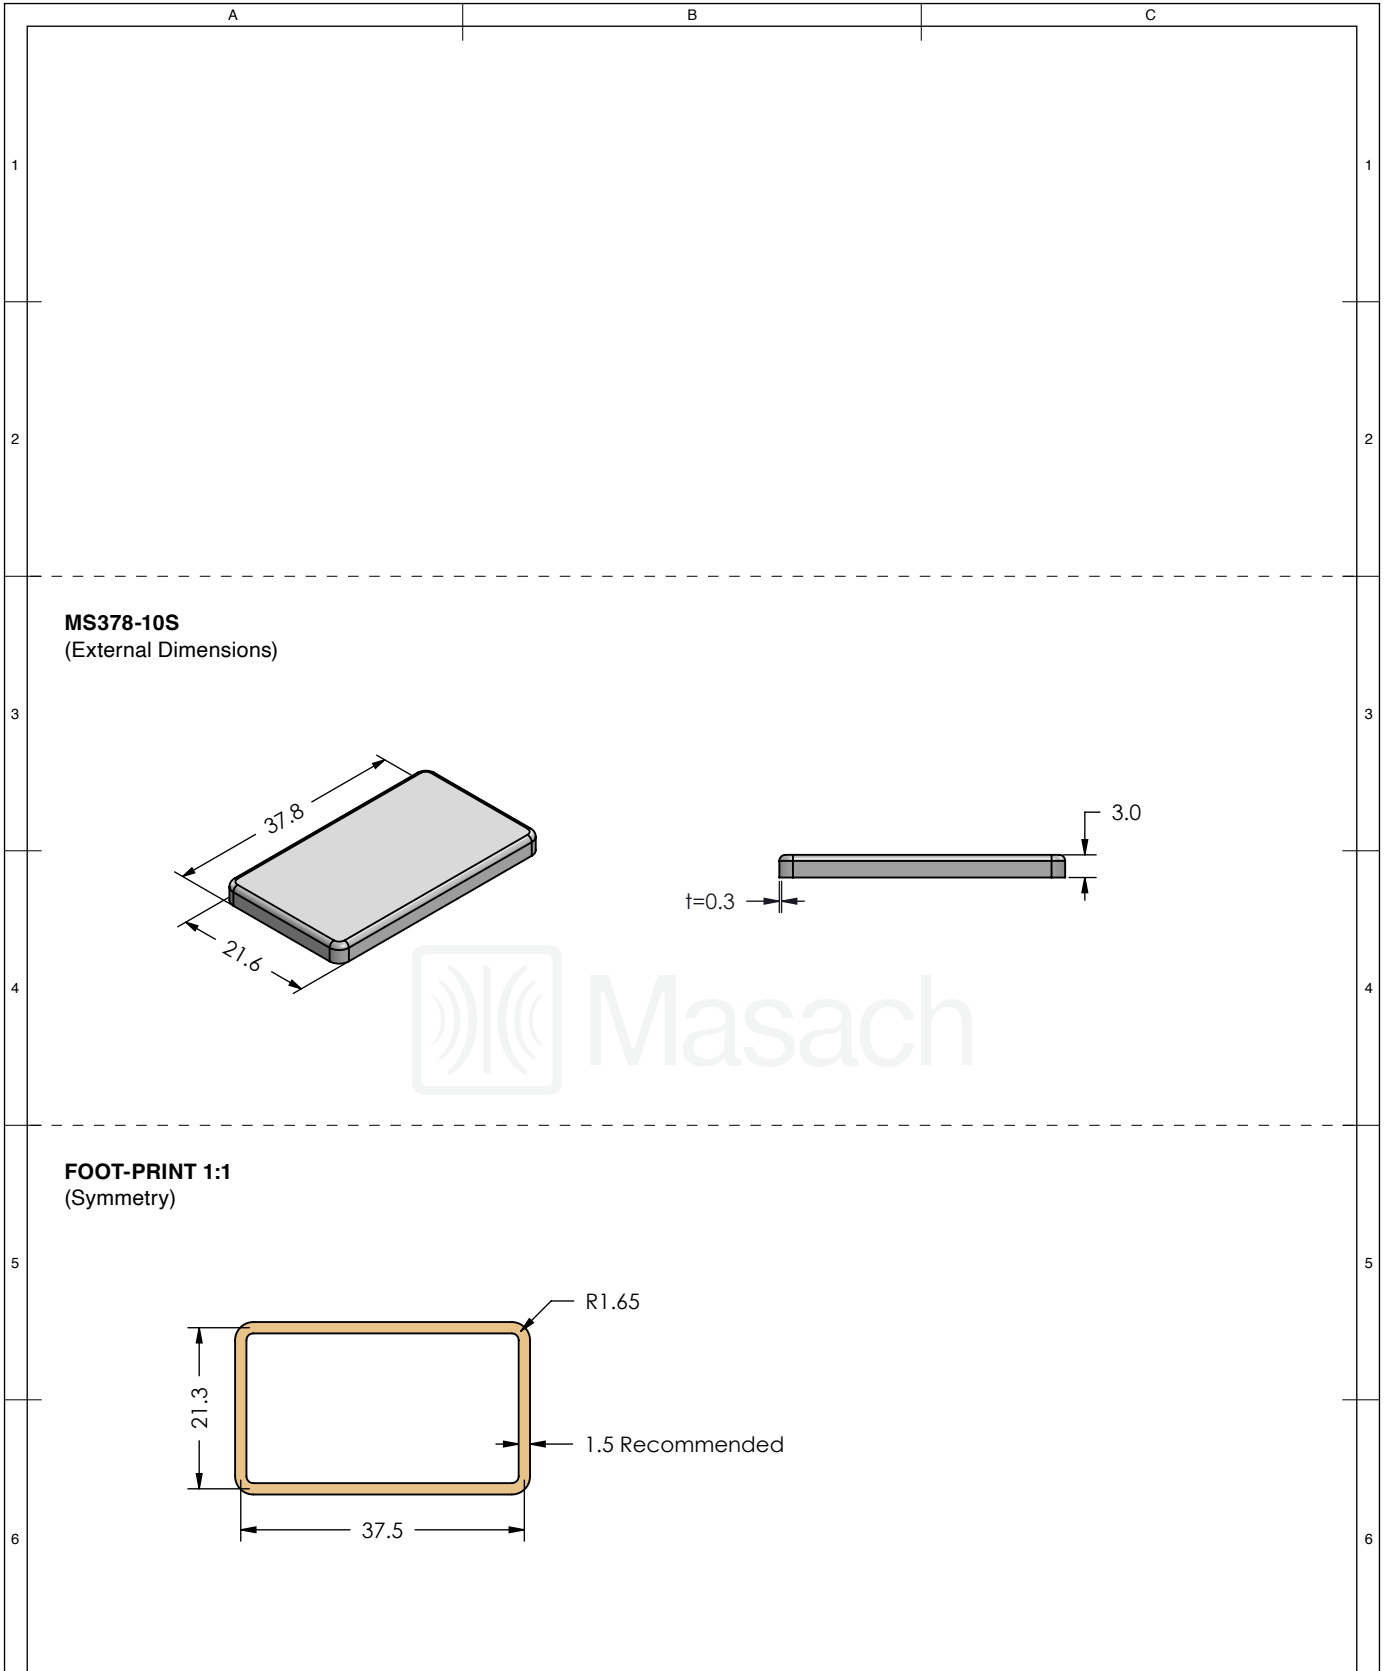 A B C
1 1
2 2
MS378-10S
(External Dimensions)
3 3
37.8
3.0
t=0.3
21.6
4 4
Masach
FOOT-PRINT 1:1
(Symmetry)
5 5
R1.65
21.3
1.5 Recommended
37.5
6 6